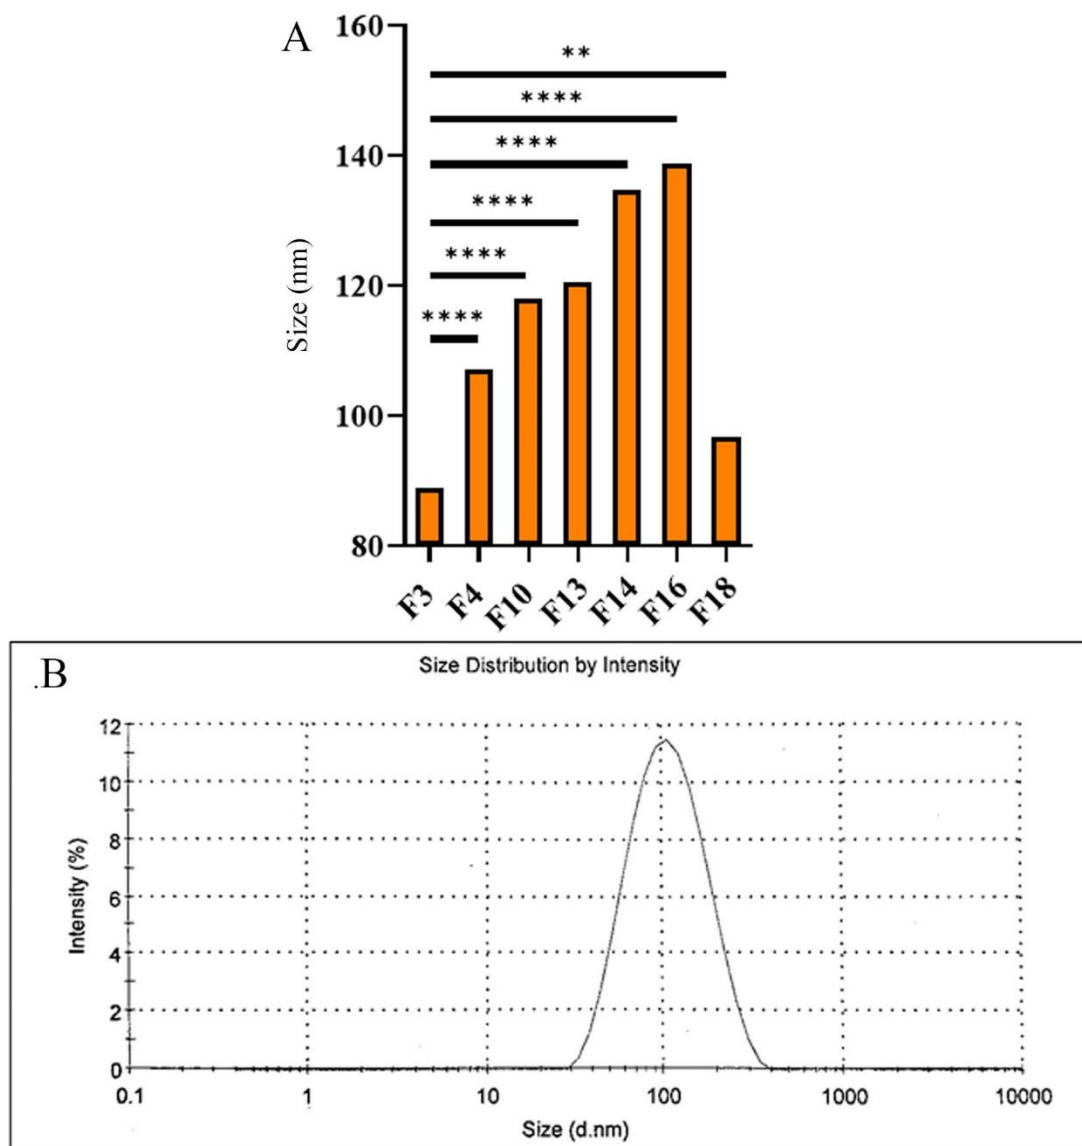 A
160
**
****
****
140
****
****
120
****
Size (nm)
100
80
F3 F4 F10 F13 F14 F16 F18
.B
Size Distribution by Intensity
12
10
8
6
4
2
0
Intensity (%)
0.1 1 10 100 1000 10000
Size (d.nm)